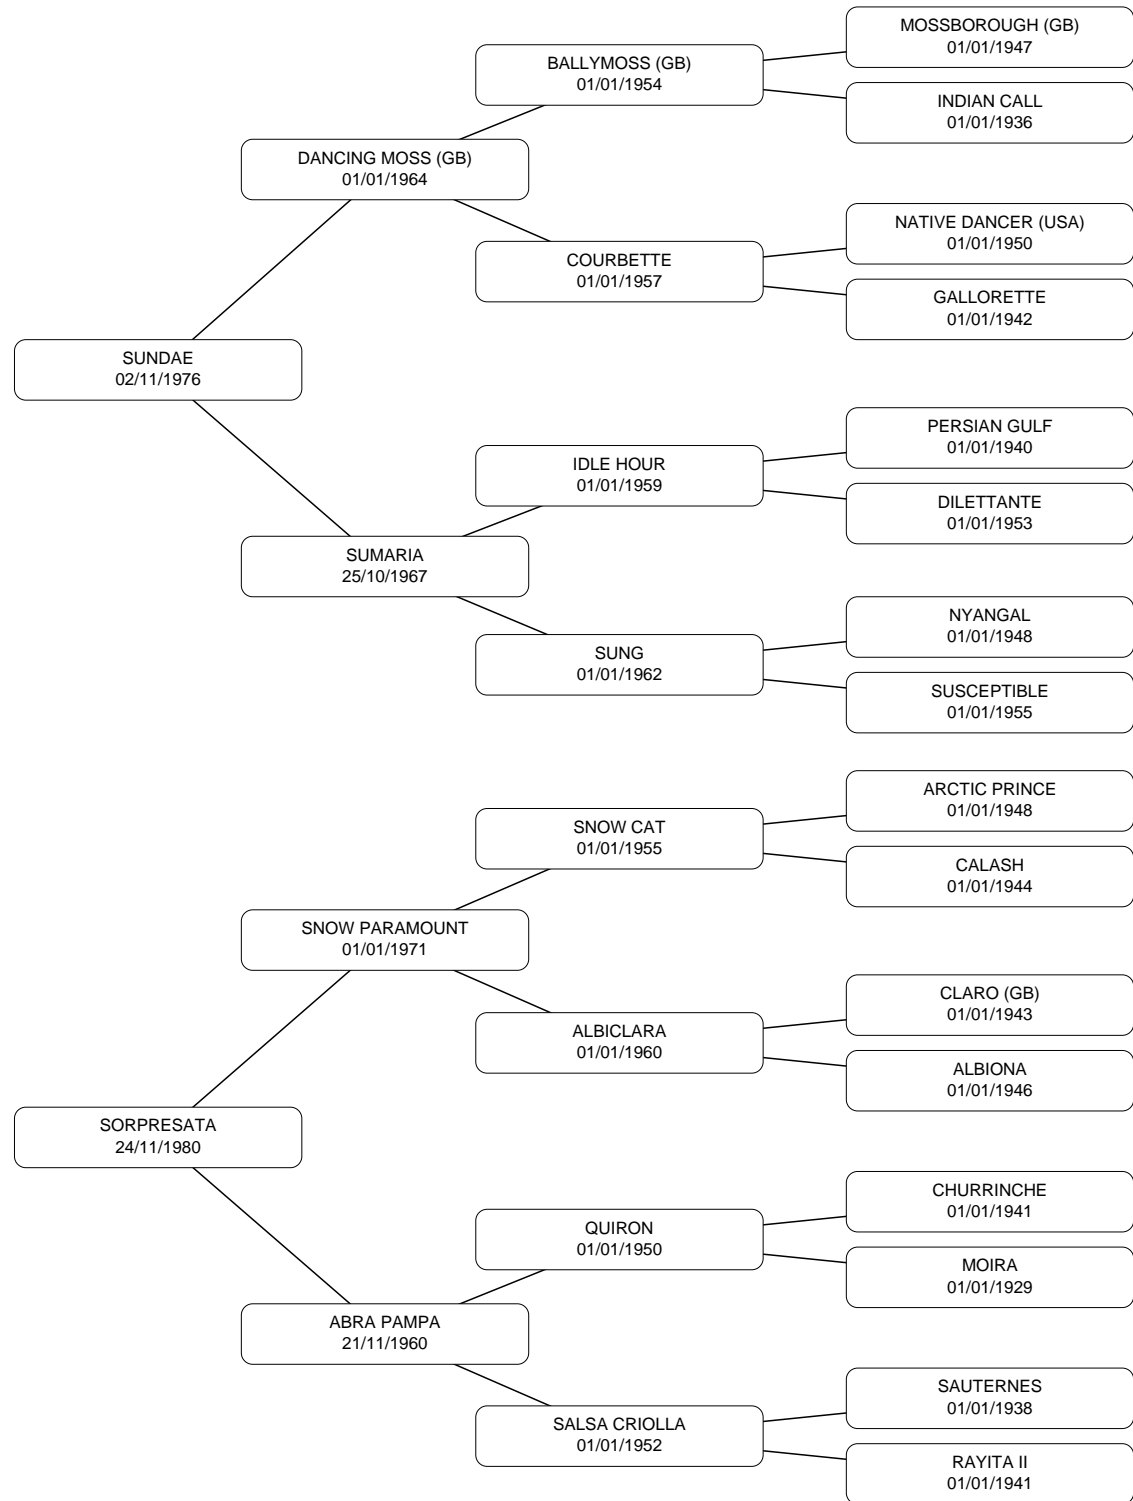 MOSSBOROUGH (GB)
01/01/1947
BALLYMOSS (GB)
01/01/1954
INDIAN CALL
01/01/1936
DANCING MOSS (GB)
01/01/1964
NATIVE DANCER (USA)
01/01/1950
COURBETTE
01/01/1957
GALLORETTE
01/01/1942
SUNDAE
02/11/1976
PERSIAN GULF
01/01/1940
IDLE HOUR
01/01/1959
DILETTANTE
01/01/1953
SUMARIA
25/10/1967
NYANGAL
01/01/1948
SUNG
01/01/1962
SUSCEPTIBLE
01/01/1955
ARCTIC PRINCE
01/01/1948
SNOW CAT
01/01/1955
CALASH
01/01/1944
SNOW PARAMOUNT
01/01/1971
CLARO (GB)
01/01/1943
ALBICLARA
01/01/1960
ALBIONA
01/01/1946
SORPRESATA
24/11/1980
CHURRINCHE
01/01/1941
QUIRON
01/01/1950
MOIRA
01/01/1929
ABRA PAMPA
21/11/1960
SAUTERNES
01/01/1938
SALSA CRIOLLA
01/01/1952
RAYITA II
01/01/1941